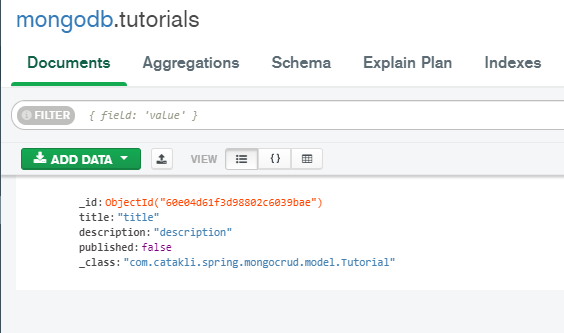 mongodb.tutorials
Documents Aggregations Schema Explain Plan Indexes
FILTER { field: 'value' }
ADD DATA VIEW {}
_id:ObjectId("60e04d61f3d98802c6039bae")
title:"title"
description:"description"
published:false
_class:"com.catakli.spring.mongocrud.model.Tutorial"